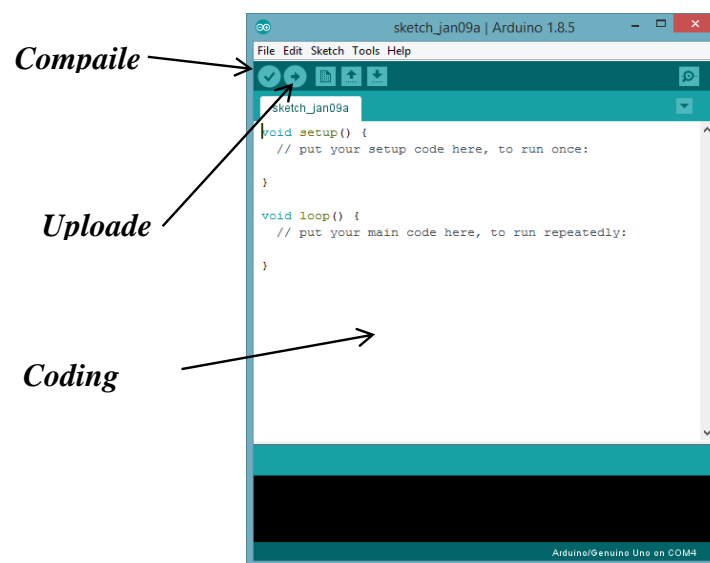 sketch_jan09a | Arduino 1.8.5
File Edit Sketch Tools Help
Compaile
sketch_jan09a
void setup() {
// put your setup code here, to run once:
}
void loop() {
Uploade
// put your main code here, to run repeatedly:
}
Coding
Arduino/Genuino Uno on COM4